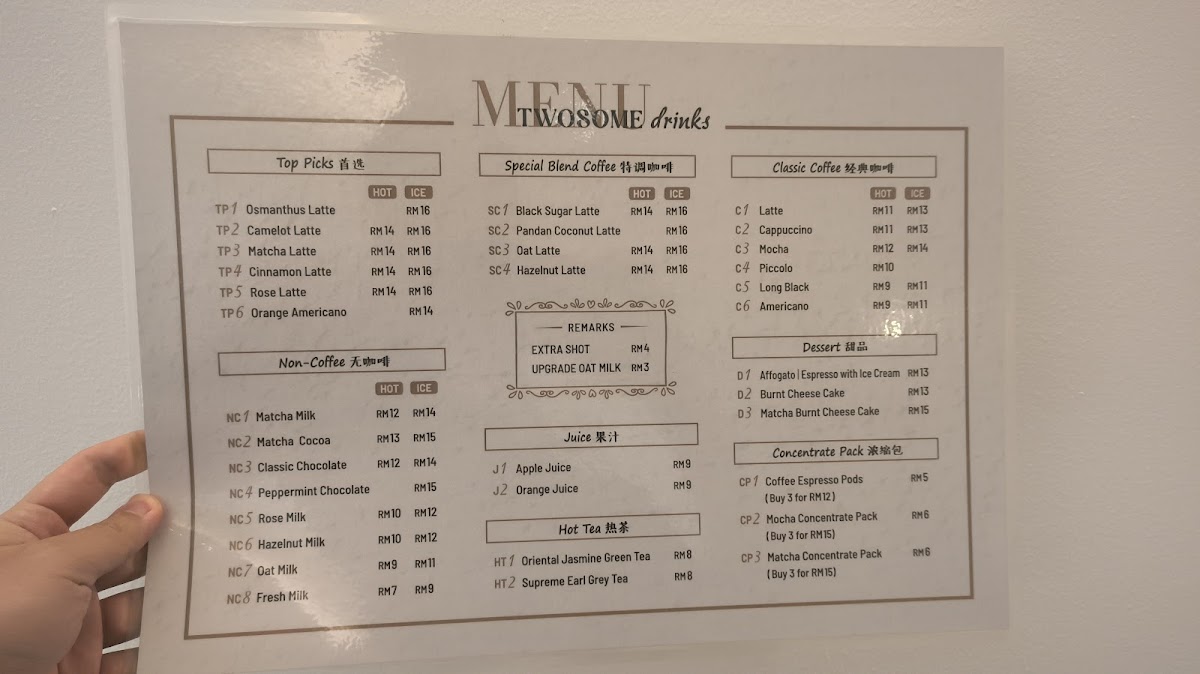 MENU
TWOSOME drinks
Top Picks 首选
HOT ICE
TP1 Osmanthus Latte RM16
TP2 Camelot Latte RM14 RM16
TP3 Matcha Latte RM14 RM16
TP4 Cinnamon Latte RM14 RM16
TP5 Rose Latte RM14 RM16
TP6 Orange Americano RM14
Non-Coffee 无咖啡
HOT ICE
NC1 Matcha Milk RM12 RM14
NC2 Matcha Cocoa RM13 RM15
NC3 Classic Chocolate RM12 RM14
NC4 Peppermint Chocolate RM15
NC5 Rose Milk RM10 RM12
NC6 Hazelnut Milk RM10 RM12
NC7 Oat Milk RM9 RM11
NC8 Fresh Milk RM7 RM9
Special Blend Coffee 特调咖啡
HOT ICE
SC1 Black Sugar Latte RM14 RM16
SC2 Pandan Coconut Latte RM16
SC3 Oat Latte RM14 RM16
SC4 Hazelnut Latte RM14 RM16
REMARKS
EXTRA SHOT RM4
UPGRADE OAT MILK RM3
Juice 果汁
J1 Apple Juice RM9
J2 Orange Juice RM9
Hot Tea 热茶
HT1 Oriental Jasmine Green Tea RM8
HT2 Supreme Earl Grey Tea RM8
Classic Coffee 经典咖啡
HOT ICE
C1 Latte RM11 RM13
C2 Cappuccino RM11 RM13
C3 Mocha RM12 RM14
C4 Piccolo RM10
C5 Long Black RM9 RM11
C6 Americano RM9 RM11
Dessert 甜品
D1 Affogato | Espresso with Ice Cream RM13
D2 Burnt Cheese Cake RM13
D3 Matcha Burnt Cheese Cake RM15
Concentrate Pack 浓缩包
CP1 Coffee Espresso Pods RM5
(Buy 3 for RM12)
CP2 Mocha Concentrate Pack RM6
(Buy 3 for RM15)
CP3 Matcha Concentrate Pack RM6
(Buy 3 for RM15)